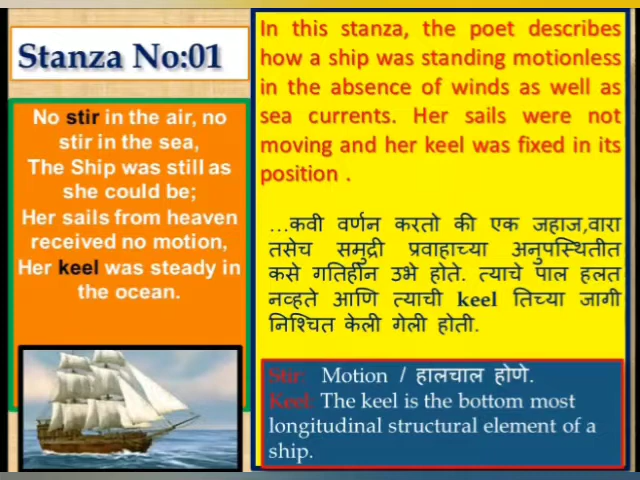 Stanza No:01
No stir in the air, no
stir in the sea,
The Ship was still as
she could be;
Her sails from heaven
received no motion,
Her keel was steady in
the ocean.
In this stanza, the poet describes
how a ship was standing motionless
in the absence of winds as well as
sea currents. Her sails were not
moving and her keel was fixed in its
position .
...कवी वर्णन करतो की एक जहाज,वारा
तसेच समुद्री प्रवाहाच्या अनुपस्थितीत
कसे गतिहीन उभे होते. त्याचे पाल हलत
नव्हते आणि त्याची keel तिच्या जागी
निश्चित केली गेली होती.
Stir: Motion / हालचाल होणे.
Keel: The keel is the bottom most
longitudinal structural element of a
ship.